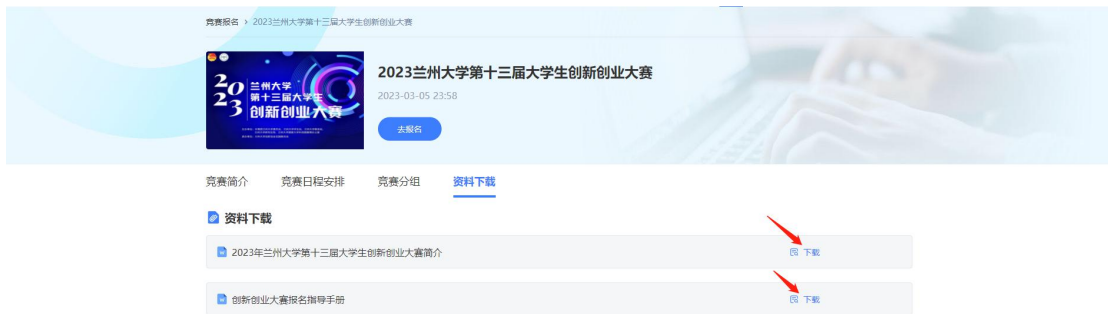 竞赛报名 › 2023兰州大学第十三届大学生创新创业大赛
2023
兰州大学
第十三届大学生
创新创业大赛
2023兰州大学第十三届大学生创新创业大赛
2023-03-05 23:58
去报名
竞赛简介 竞赛日程安排 竞赛分组 资料下载
资料下载
2023年兰州大学第十三届大学生创新创业大赛简介 下载
创新创业大赛报名指导手册 下载